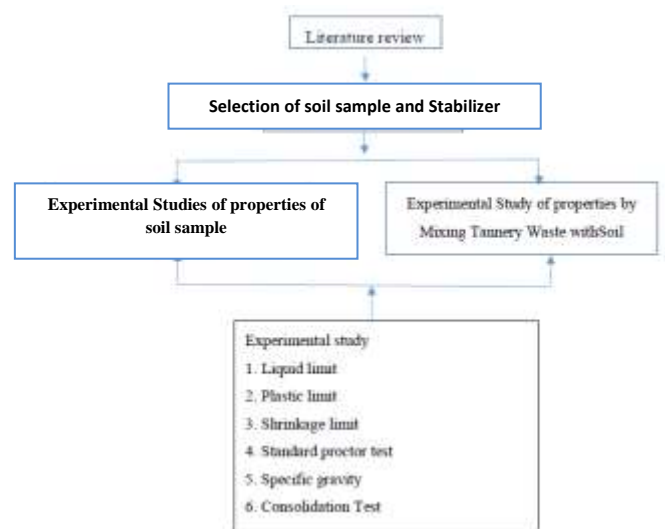 Literature review
Selection of soil sample and Stabilizer
Experimental Studies of properties of
soil sample
Experimental Study of properties by
Mixing Tannery Waste withSoil
Experimental study
1. Liquid limit
2. Plastic limit
3. Shrinkage limit
4. Standard proctor test
5. Specific gravity
6. Consolidation Test